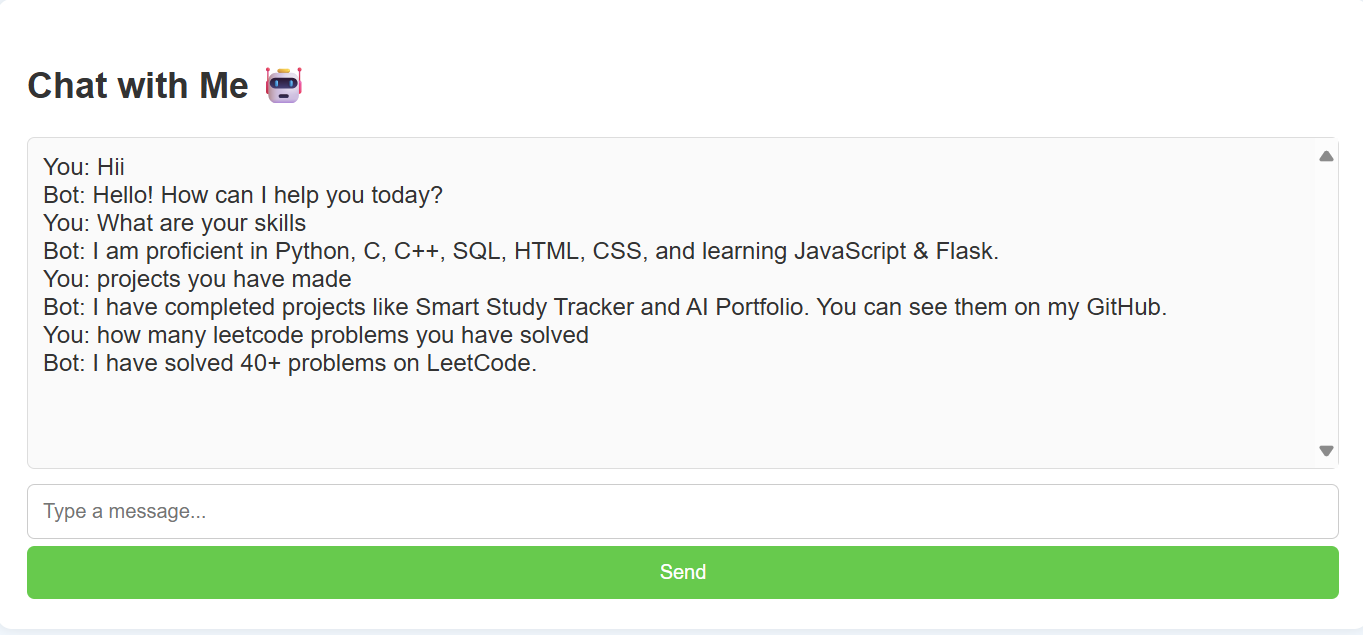 Chat with Me 🤖
You: Hii
Bot: Hello! How can I help you today?
You: What are your skills
Bot: I am proficient in Python, C, C++, SQL, HTML, CSS, and learning JavaScript & Flask.
You: projects you have made
Bot: I have completed projects like Smart Study Tracker and AI Portfolio. You can see them on my GitHub.
You: how many leetcode problems you have solved
Bot: I have solved 40+ problems on LeetCode.
Type a message...
Send